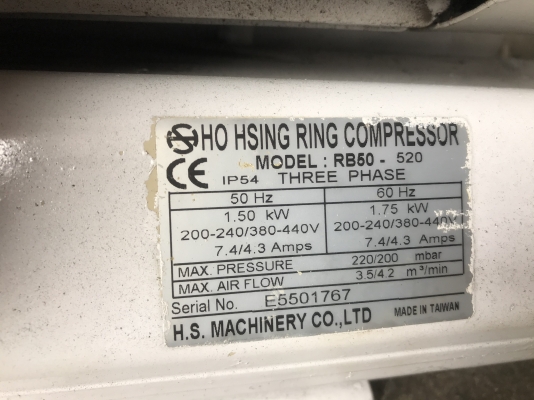 HO HSING RING COMPRESSOR
MODEL : RB50 - 520
CE IP54 THREE PHASE
50 Hz 60 Hz
1.50 kW 1.75 kW
200-240/380-440V 200-240/380-440V
7.4/4.3 Amps 7.4/4.3 Amps
MAX. PRESSURE 220/200 mbar
MAX. AIR FLOW 3.5/4.2 m³/min
Serial No. E5501767
H.S. MACHINERY CO.,LTD MADE IN TAIWAN